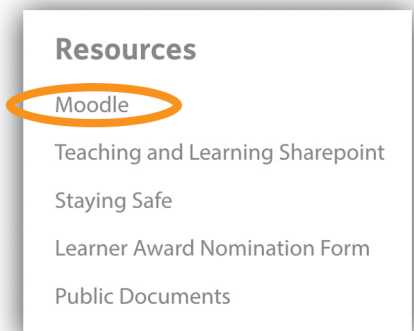 Resources
Moodle
Teaching and Learning Sharepoint
Staying Safe
Learner Award Nomination Form
Public Documents